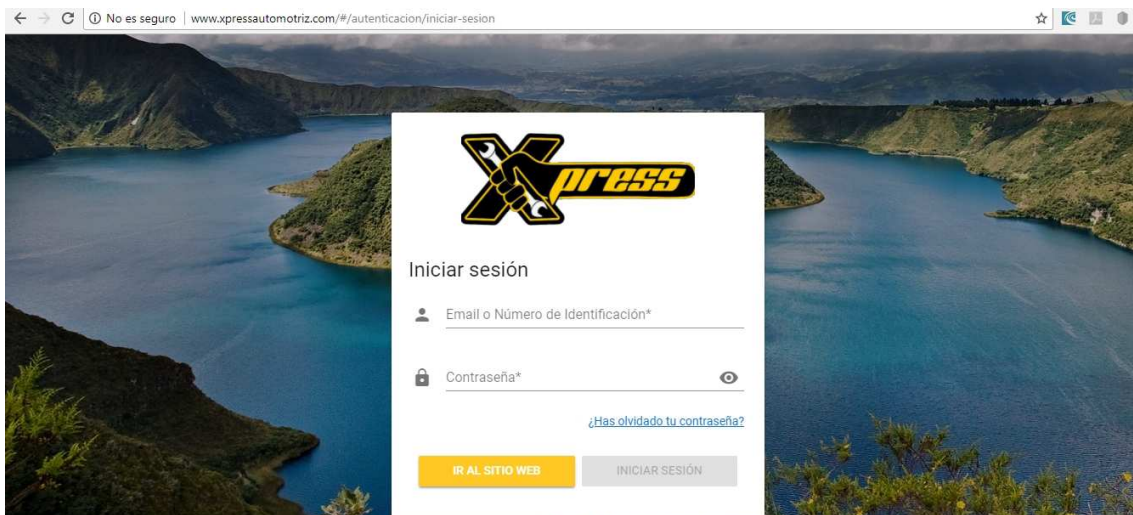 No es seguro | www.xpressautomotriz.com/#/autenticacion/iniciar-sesion
Xpress
Iniciar sesión
Email o Número de Identificación*
Contraseña*
¿Has olvidado tu contraseña?
IR AL SITIO WEB INICIAR SESIÓN